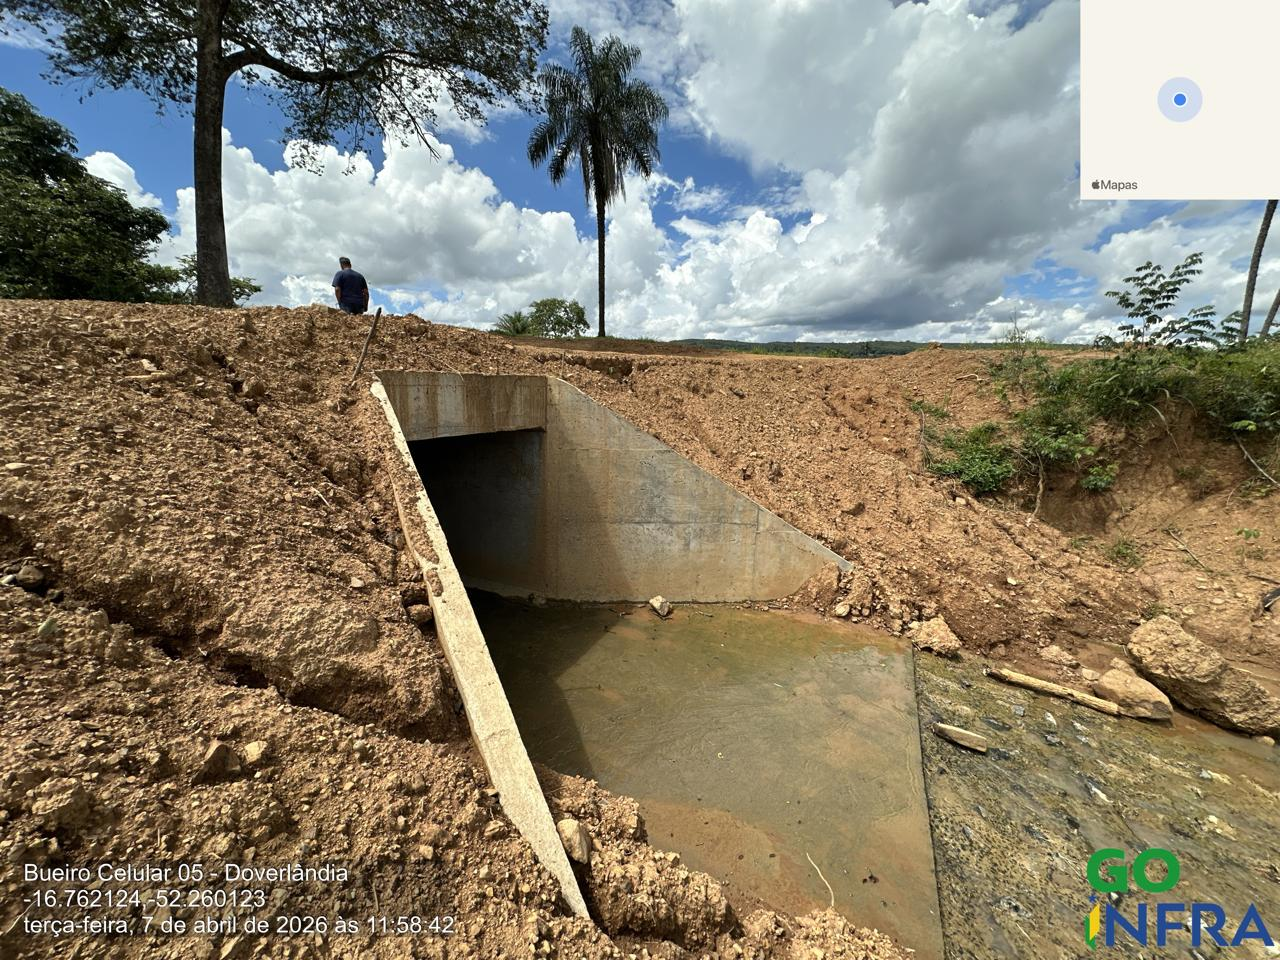 Mapas
Bueiro Celular 05 - Doverlândia
-16.762124,-52.260123
terça-feira, 7 de abril de 2026 às 11:58:42
GO
INFRA